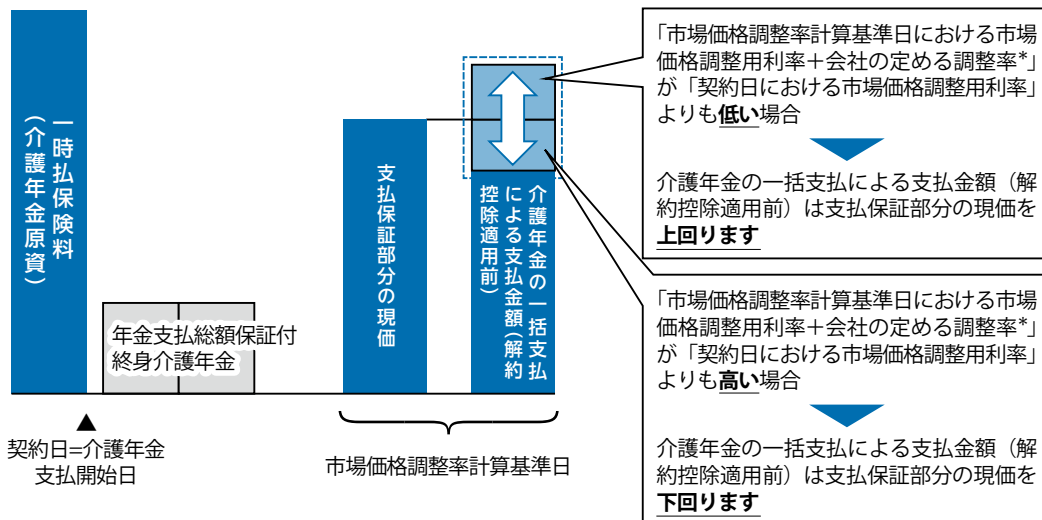 一時払保険料
(介護年金原資)
年金支払総額保証付
終身介護年金
▲
契約日=介護年金
支払開始日
支払保証部分の現価
介護年金の一括支払
による支払金額(解約
控除適用前)
市場価格調整率計算基準日
「市場価格調整率計算基準日における市場
価格調整用利率+会社の定める調整率*」
が「契約日における市場価格調整用利率」
よりも低い場合
介護年金の一括支払による支払金額(解
約控除適用前)は支払保証部分の現価を
上回ります
「市場価格調整率計算基準日における市場
価格調整用利率+会社の定める調整率*」
が「契約日における市場価格調整用利率」
よりも高い場合
介護年金の一括支払による支払金額(解
約控除適用前)は支払保証部分の現価を
下回ります